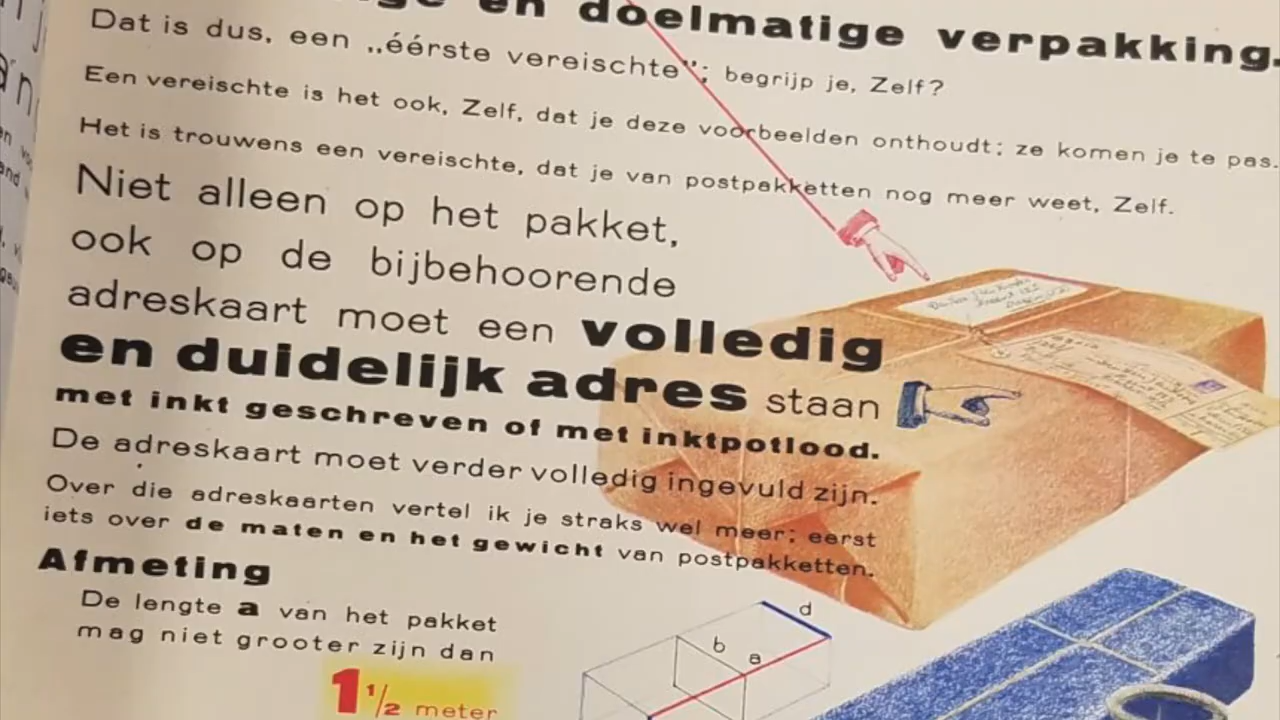 en doelmatige verpakking.
Dat is dus, een „éérste vereischte”; begrijp je, Zelf?
Een vereischte is het ook, Zelf, dat je deze voorbeelden onthoudt; ze komen je te pas.
Het is trouwens een vereischte, dat je van postpakketten nog meer weet, Zelf.
Niet alleen op het pakket,
ook op de bijbehoorende
adreskaart moet een volledig
en duidelijk adres staan
met inkt geschreven of met inktpotlood.
De adreskaart moet verder volledig ingevuld zijn.
Over die adreskaarten vertel ik je straks wel meer; eerst
iets over de maten en het gewicht van postpakketten.
Afmeting
De lengte a van het pakket
mag niet grooter zijn dan
1 1/2 meter
d
b
a